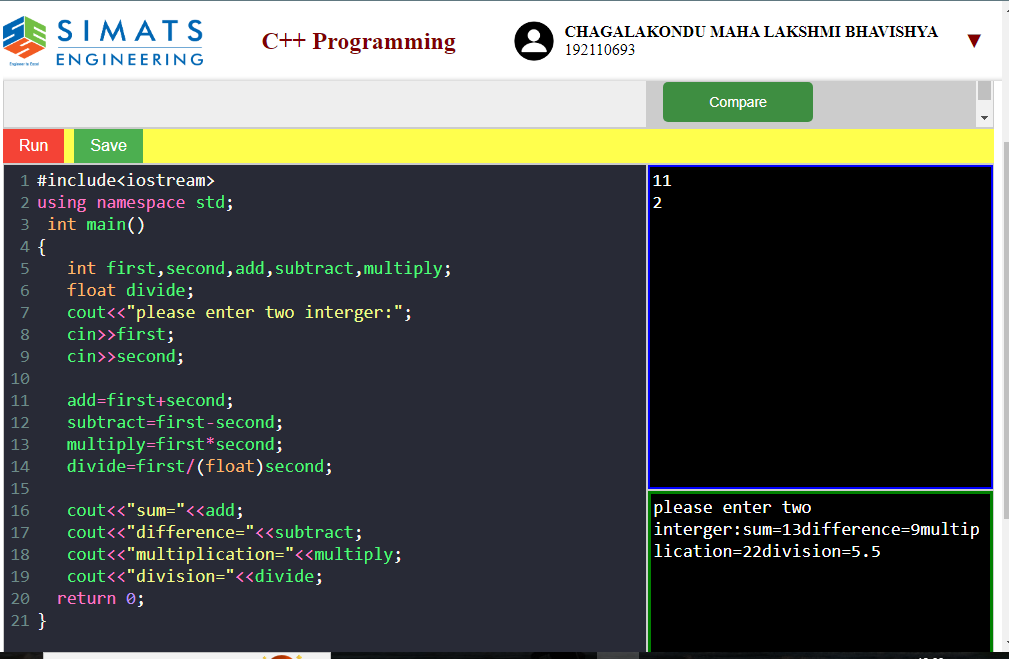 SIMATS
ENGINEERING
Engineer to Excel
C++ Programming
CHAGALAKONDU MAHA LAKSHMI BHAVISHYA
192110693
Compare
Run
Save
1 #include<iostream>
2 using namespace std;
3  int main()
4 {
5    int first,second,add,subtract,multiply;
6    float divide;
7    cout<<"please enter two interger:";
8    cin>>first;
9    cin>>second;
10
11    add=first+second;
12    subtract=first-second;
13    multiply=first*second;
14    divide=first/(float)second;
15
16    cout<<"sum="<<add;
17    cout<<"difference="<<subtract;
18    cout<<"multiplication="<<multiply;
19    cout<<"division="<<divide;
20   return 0;
21 }
11
2
please enter two
interger:sum=13difference=9multip
lication=22division=5.5